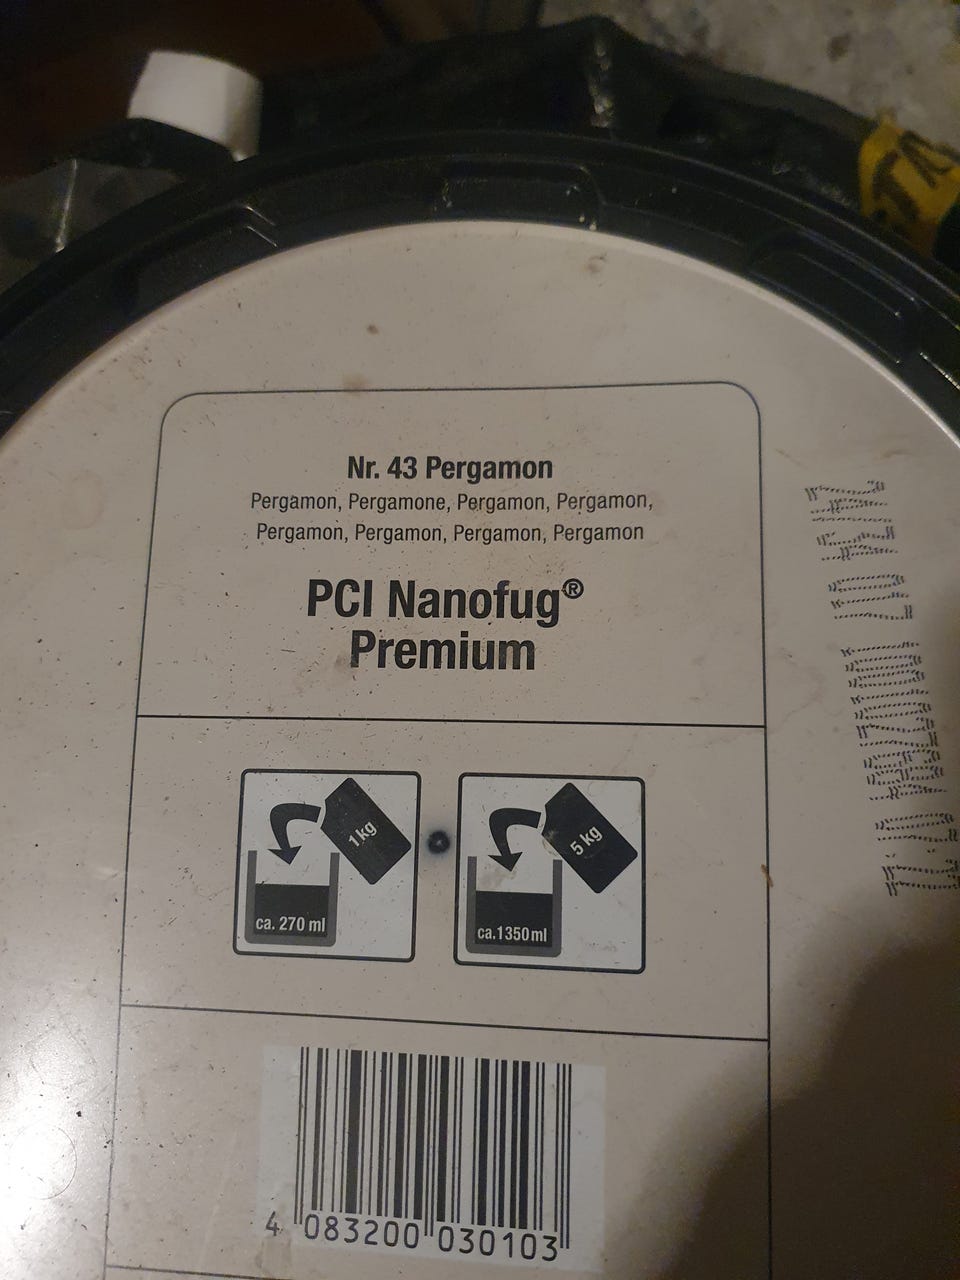 Nr. 43 Pergamon
Pergamon, Pergamone, Pergamon, Pergamon,
Pergamon, Pergamon, Pergamon, Pergamon
PCI Nanofug®
Premium
1 kg
ca. 270 ml
5 kg
ca. 1350 ml
4 083200 030103